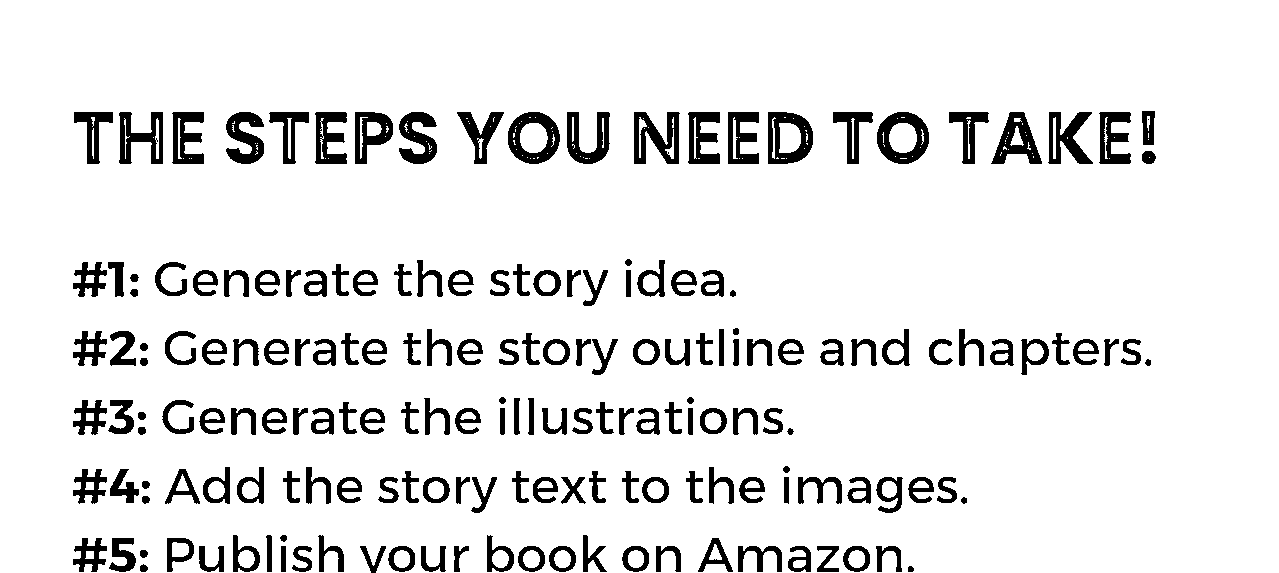 THE STEPS YOU NEED TO TAKE!
#1: Generate the story idea.
#2: Generate the story outline and chapters.
#3: Generate the illustrations.
#4: Add the story text to the images.
#5: Publish your book on Amazon.